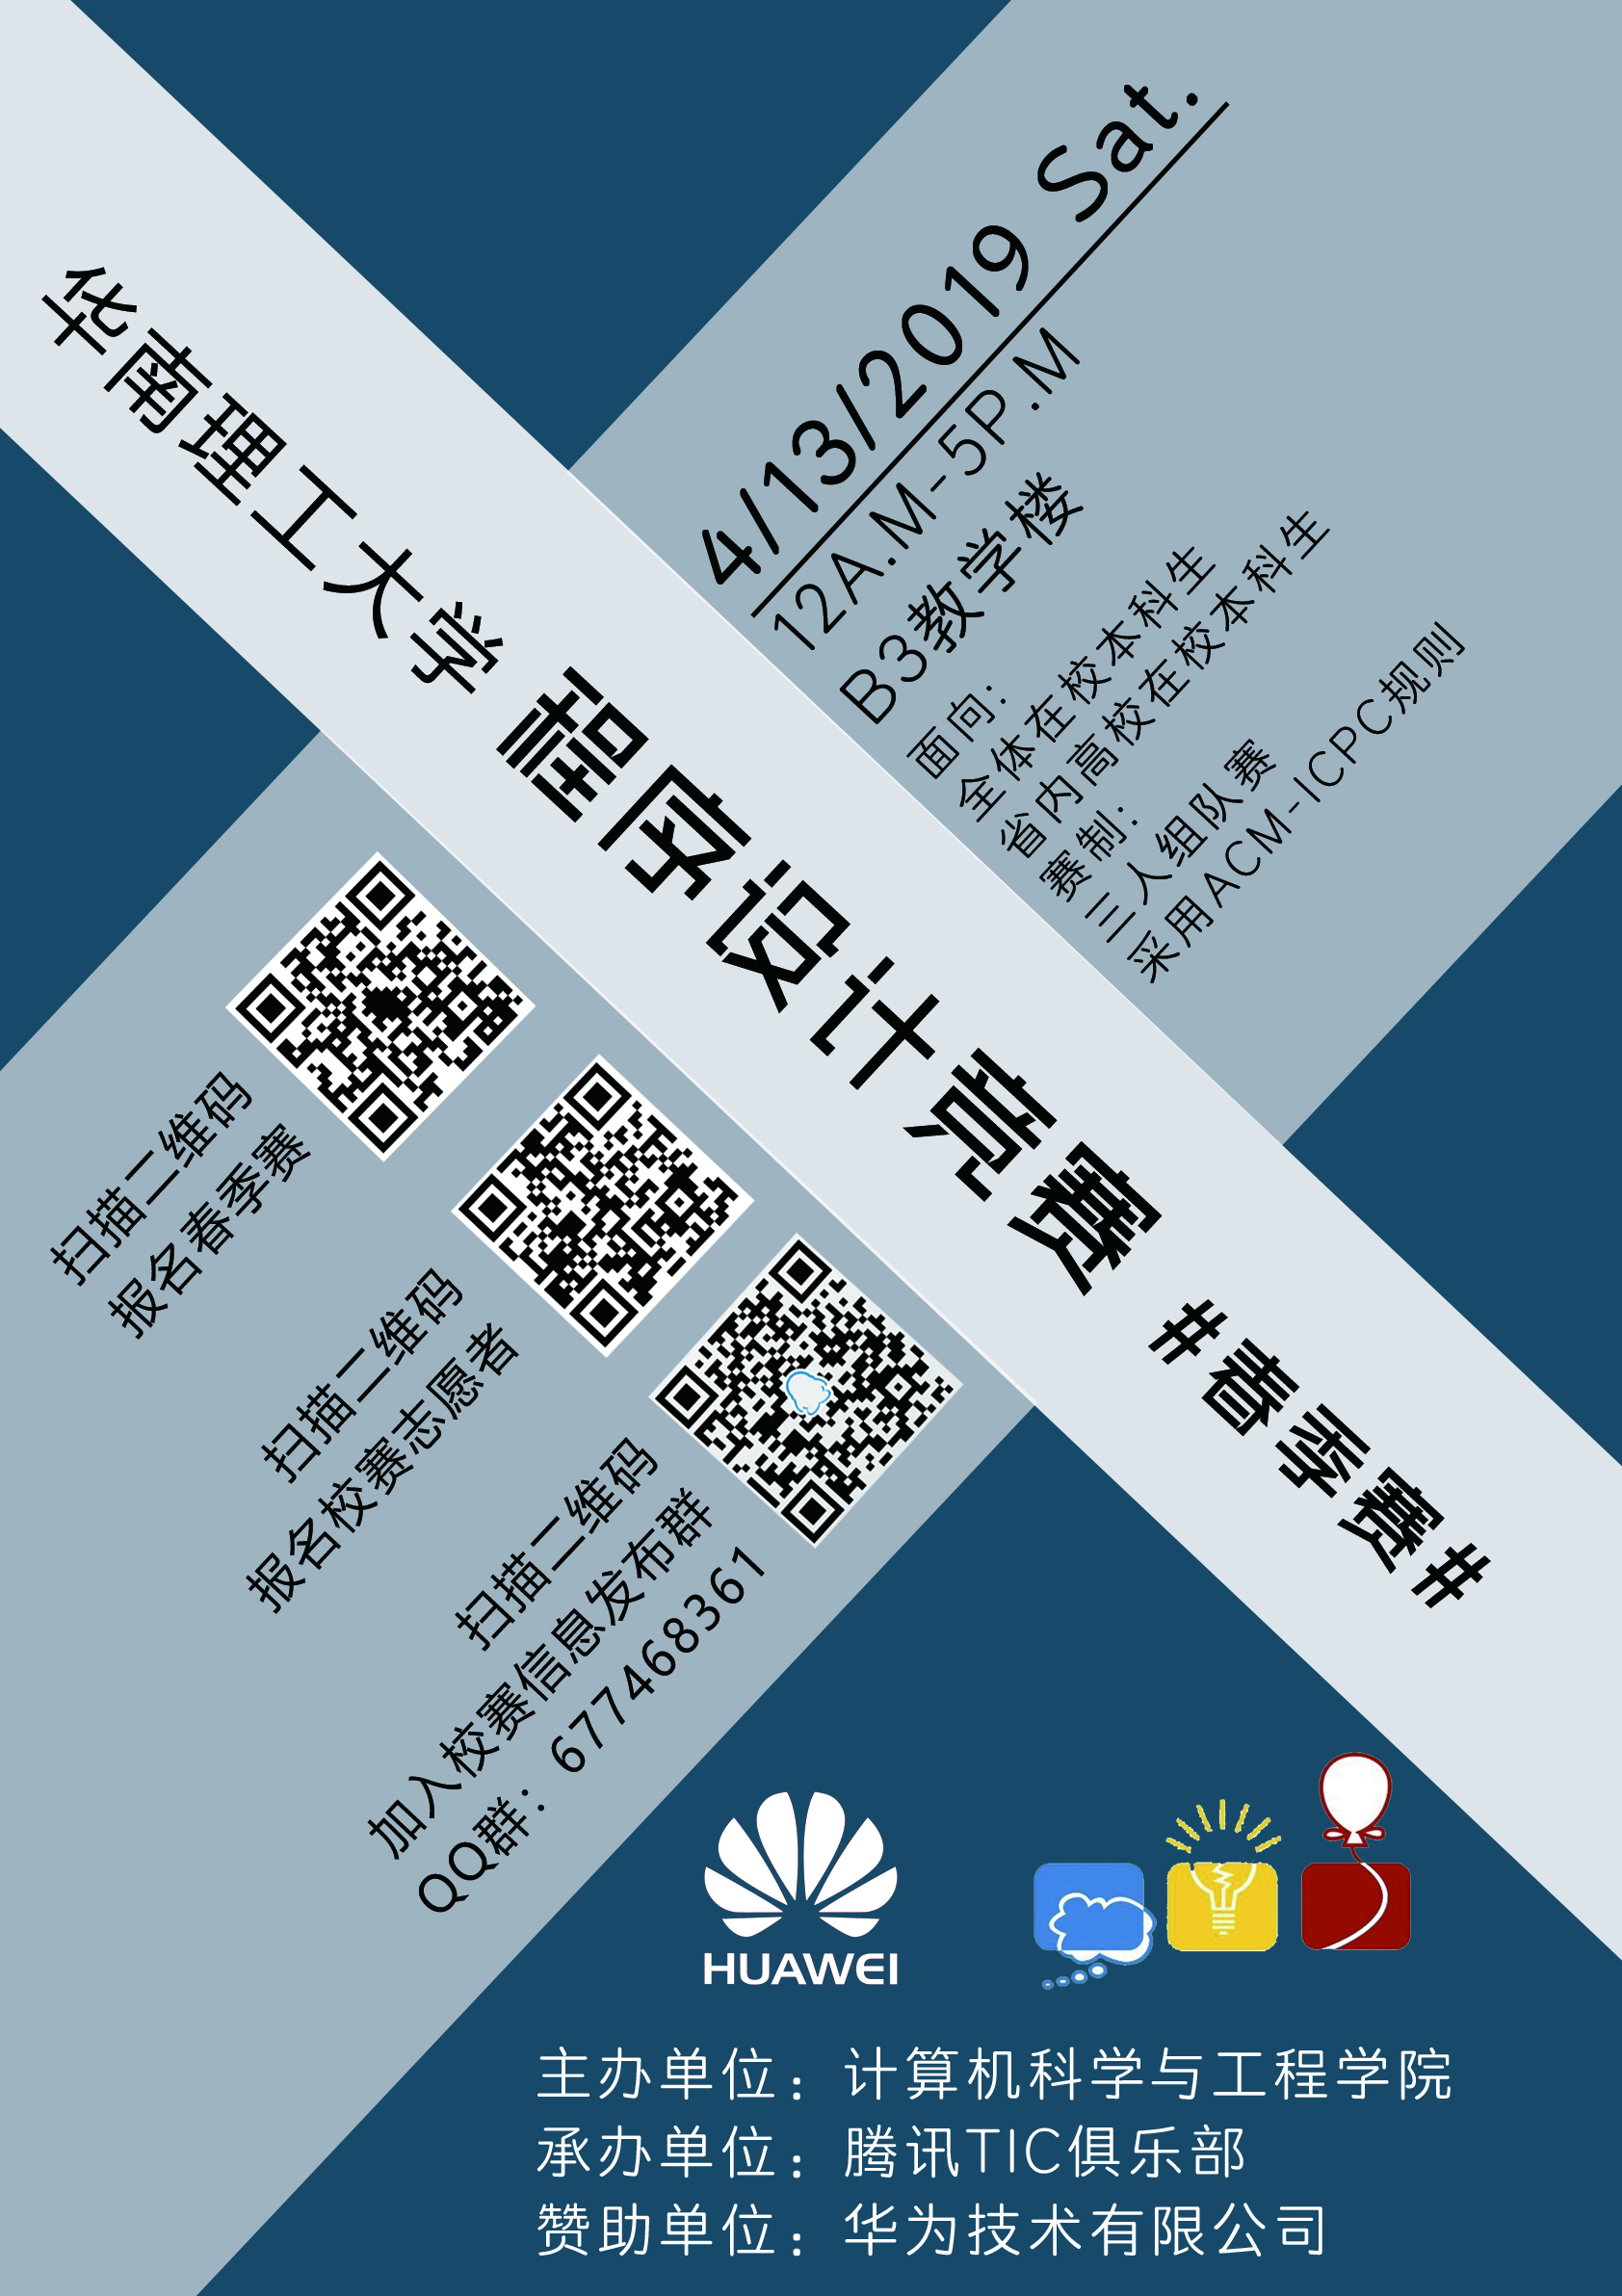 华南理工大学 程序设计竞赛 #春季赛#
4/13/2019 Sat.
12A.M-5P.M
B3教学楼
面向：
全体在校本科生
省内高校在校本科生
赛制：
三人组队赛
采用ACM-ICPC规则
扫描二维码
报名春季赛
扫描二维码
报名校赛志愿者
扫描二维码
加入校赛信息发布群
QQ群：677468361
HUAWEI
主办单位：计算机科学与工程学院
承办单位：腾讯TIC俱乐部
赞助单位：华为技术有限公司